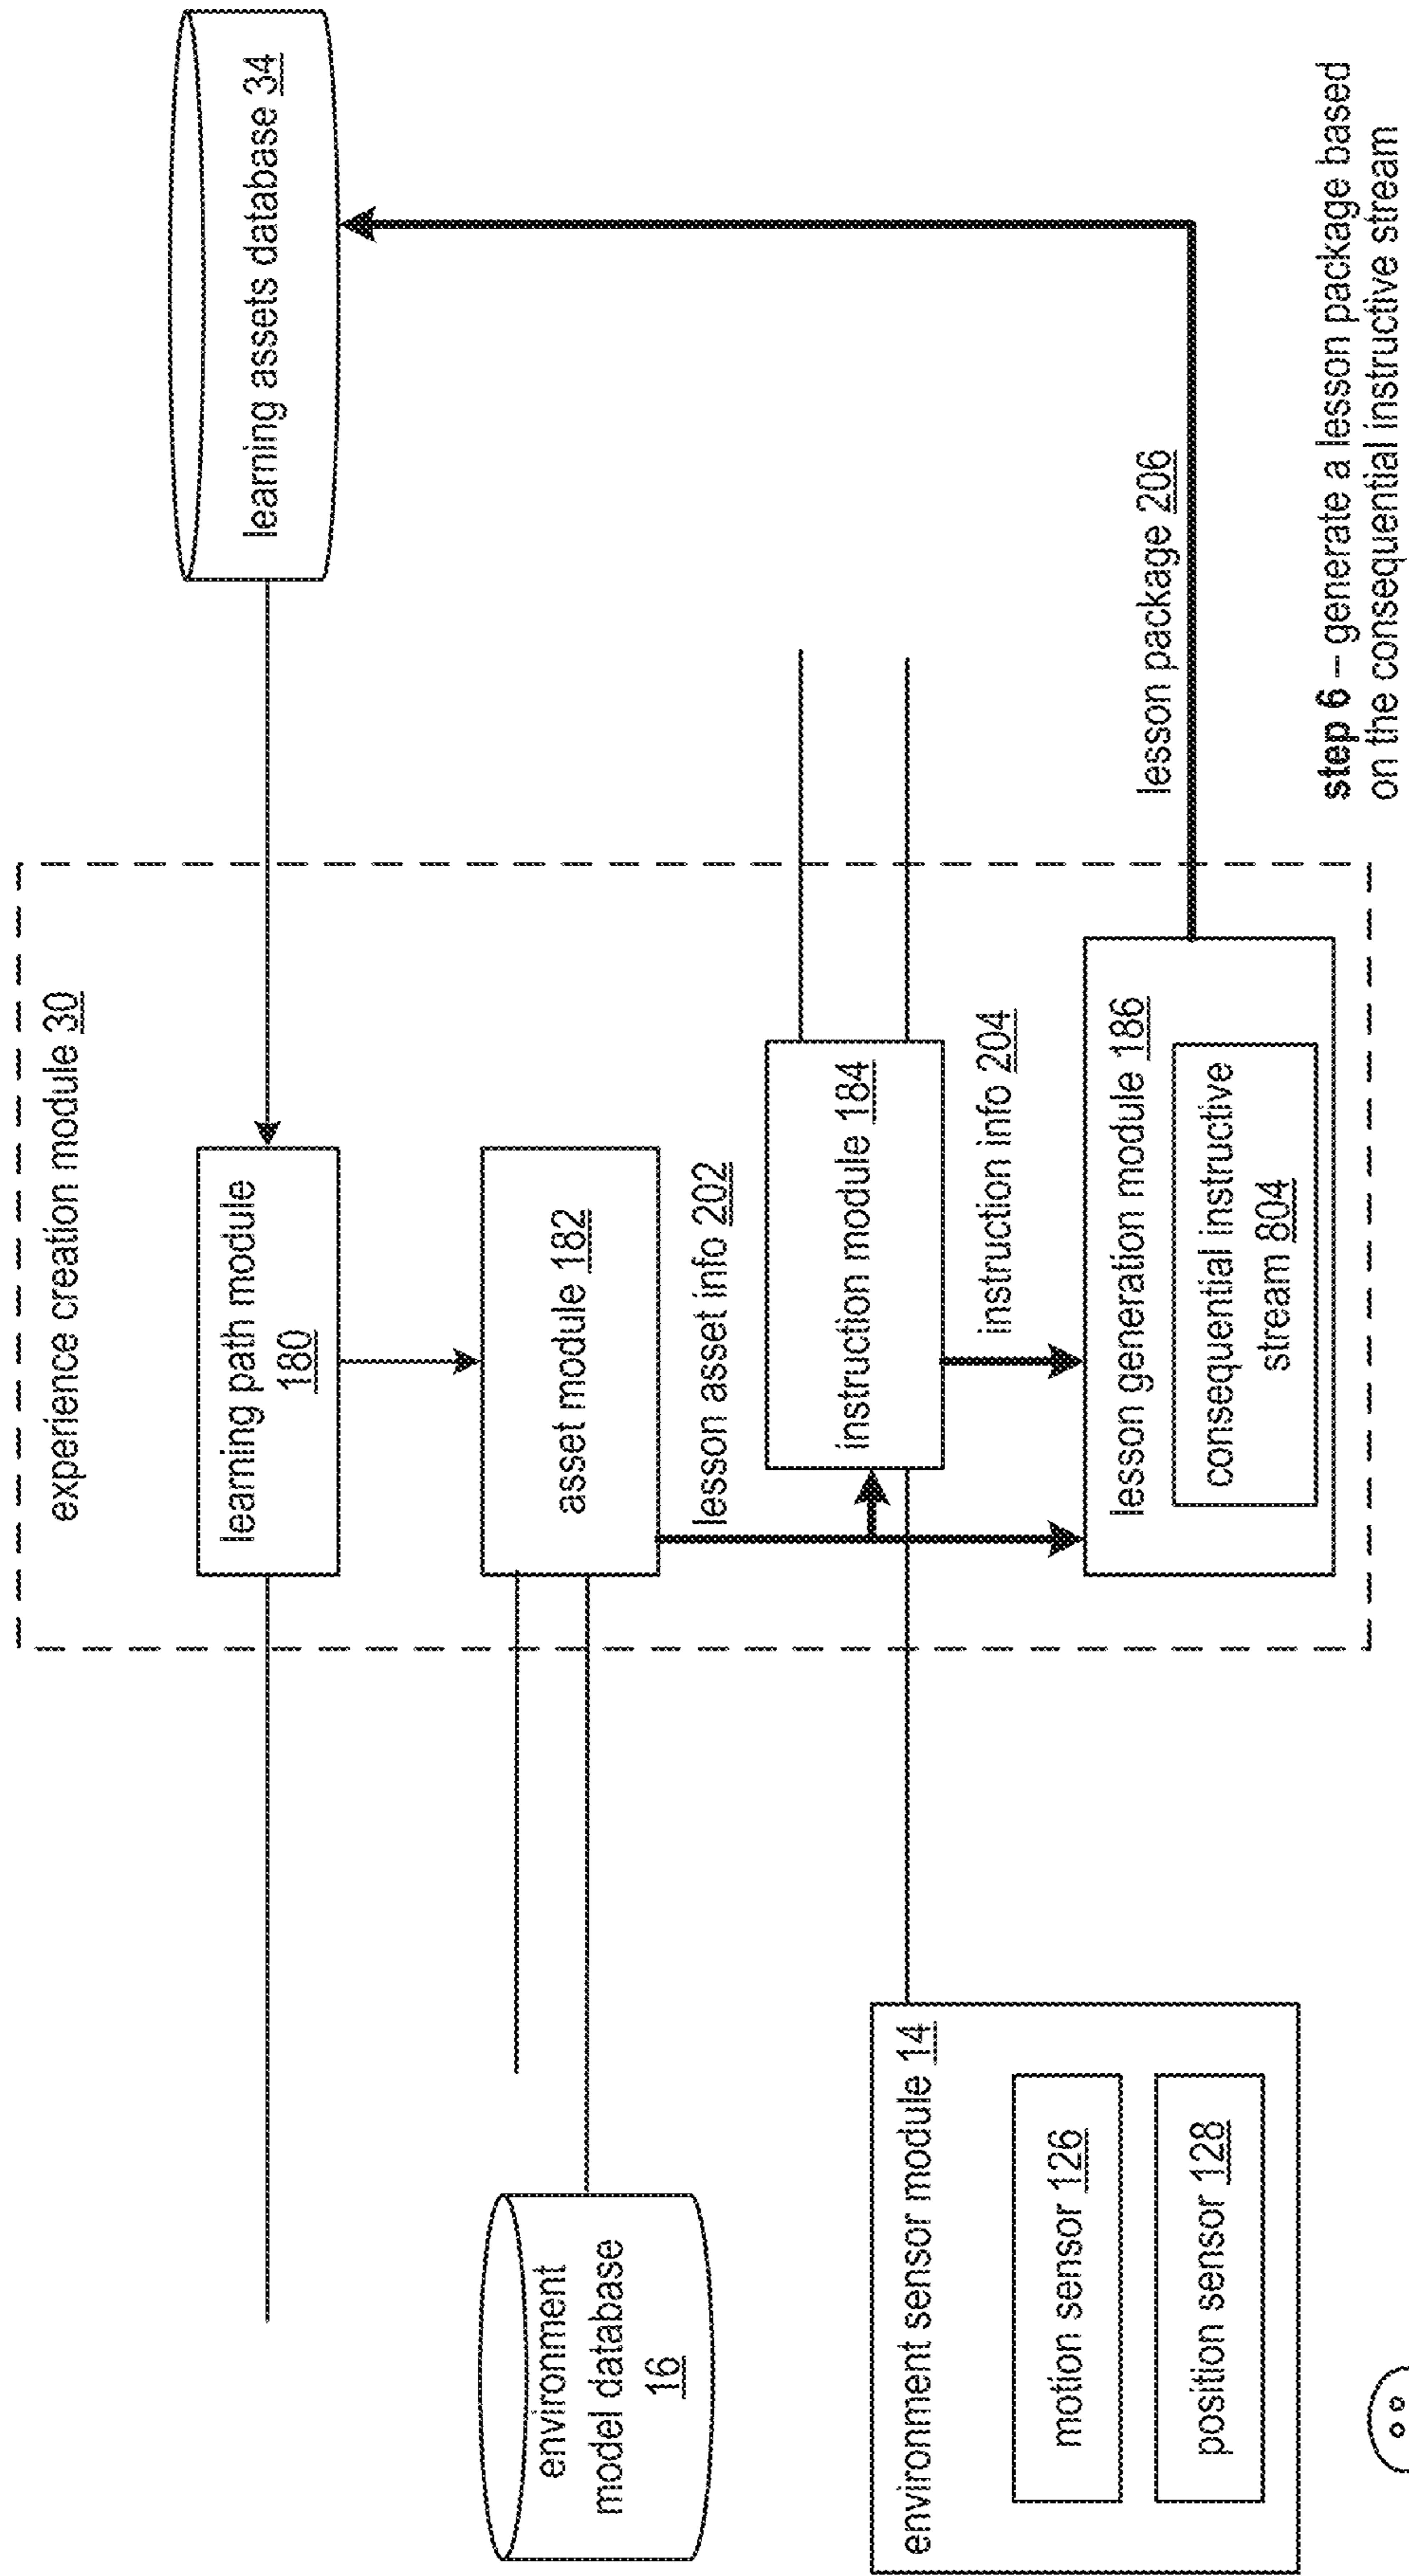 experience creation module 30
learning assets database 34
learning path module
180
environment
model database
16
asset module 182
lesson asset info 202
instruction module 184
instruction info 204
environment sensor module 14
motion sensor 126
position sensor 128
lesson generation module 186
consequential instructive
stream 804
lesson package 206
step 6 – generate a lesson package based
on the consequential instructive stream